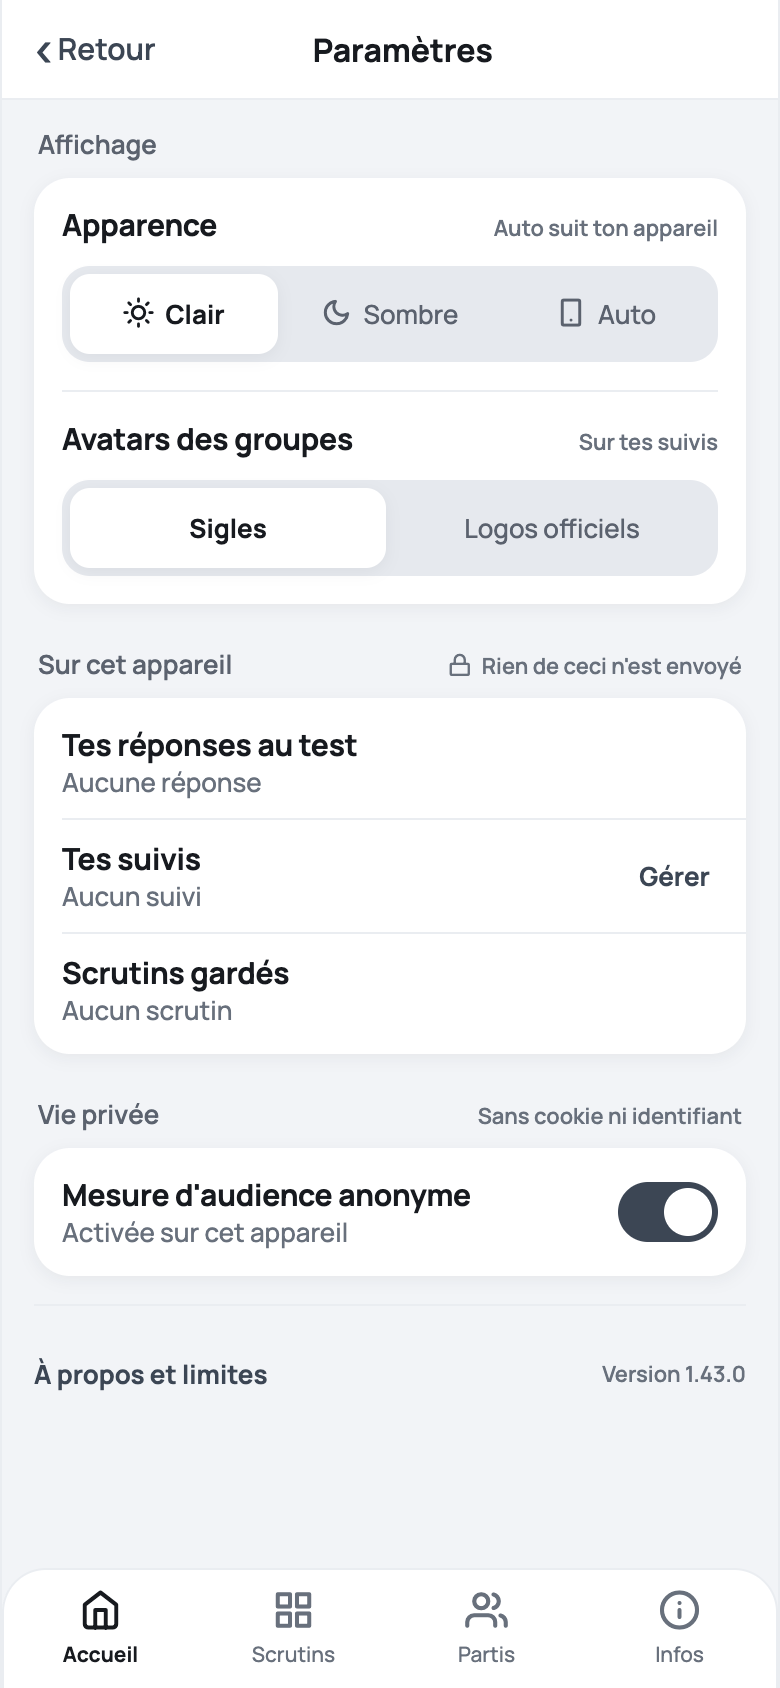 Retour
Paramètres
Affichage
Apparence
Auto suit ton appareil
Clair
Sombre
Auto
Avatars des groupes
Sur tes suivis
Sigles
Logos officiels
Sur cet appareil
Rien de ceci n'est envoyé
Tes réponses au test
Aucune réponse
Tes suivis
Aucun suivi
Gérer
Scrutins gardés
Aucun scrutin
Vie privée
Sans cookie ni identifiant
Mesure d'audience anonyme
Activée sur cet appareil
À propos et limites
Version 1.43.0
Accueil
Scrutins
Partis
Infos